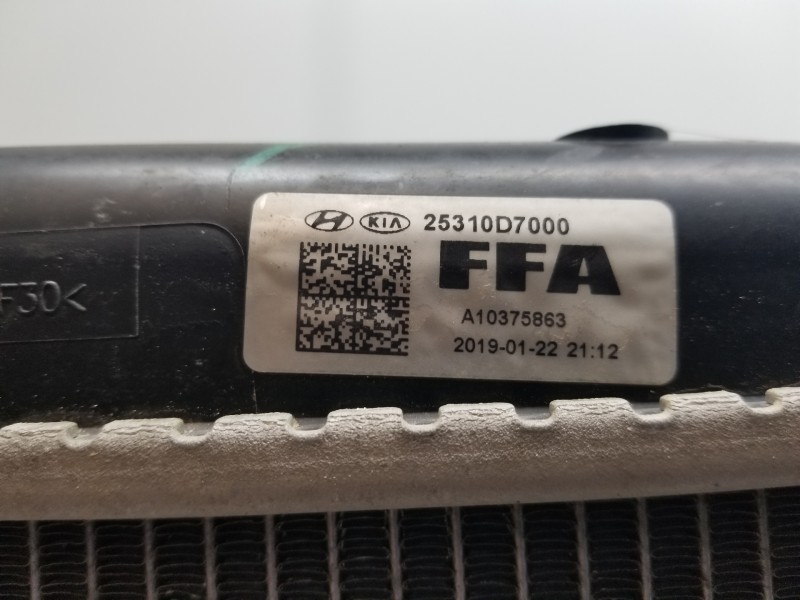 KIA 25310D7000
FFA
A10375863
2019-01-22 21:12
F30<